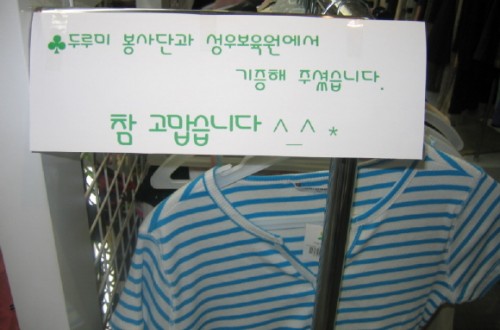 ♣두루미 봉사단과 성우보육원에서
기증해 주셨습니다.
참 고맙습니다 ^_^ *